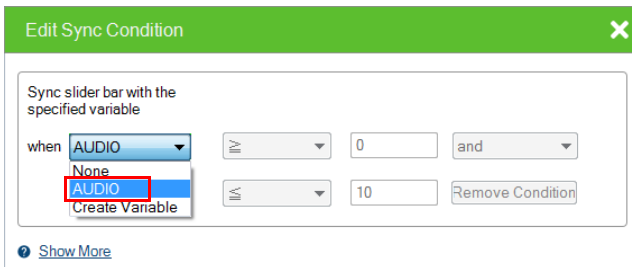 Edit Sync Condition
Sync slider bar with the
specified variable
when AUDIO ≧ 0 and
None
AUDIO ≦ 10 Remove Condition
Create Variable
Show More